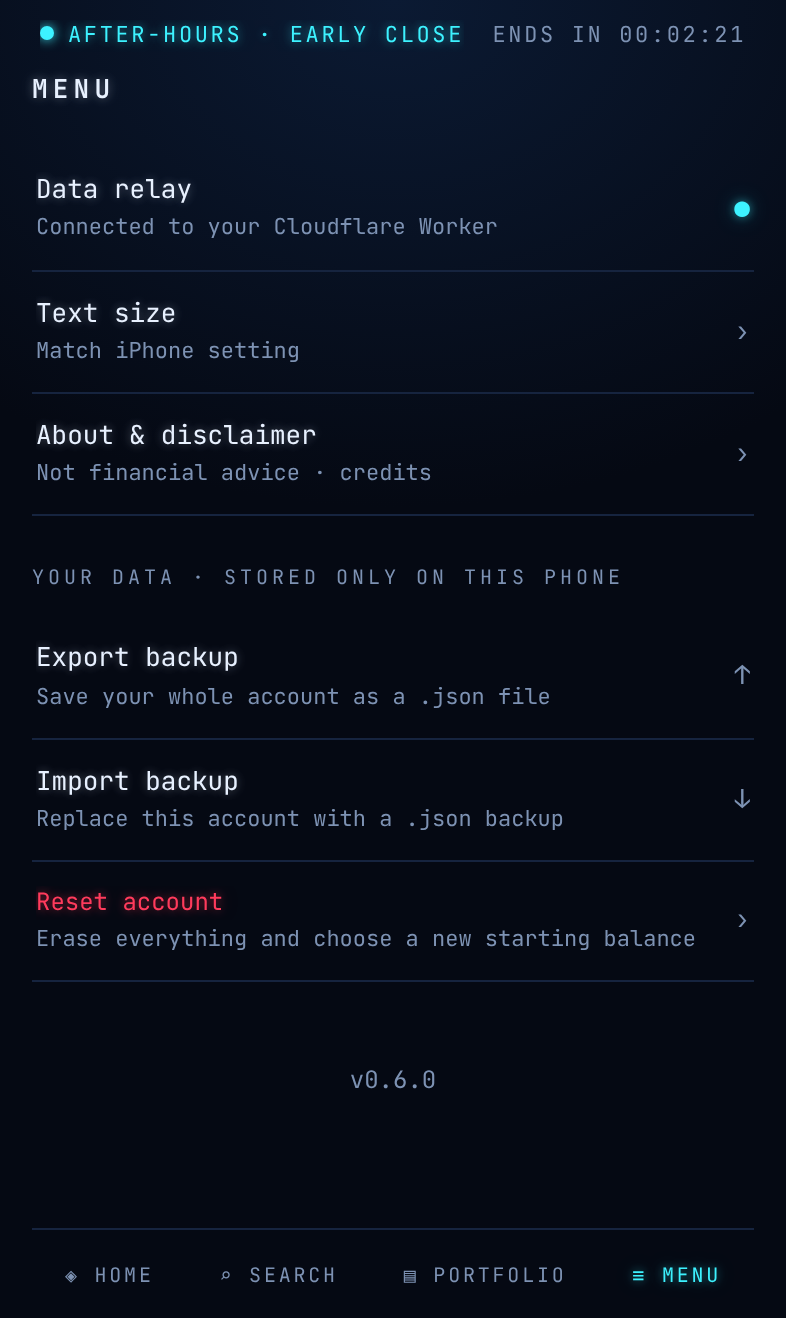 AFTER-HOURS · EARLY CLOSE ENDS IN 00:02:21
MENU
Data relay
Connected to your Cloudflare Worker
Text size
Match iPhone setting
›
About & disclaimer
Not financial advice · credits
›
YOUR DATA · STORED ONLY ON THIS PHONE
Export backup
Save your whole account as a .json file
↑
Import backup
Replace this account with a .json backup
↓
Reset account
Erase everything and choose a new starting balance
›
v0.6.0
◈ HOME ⌕ SEARCH ▤ PORTFOLIO ≡ MENU